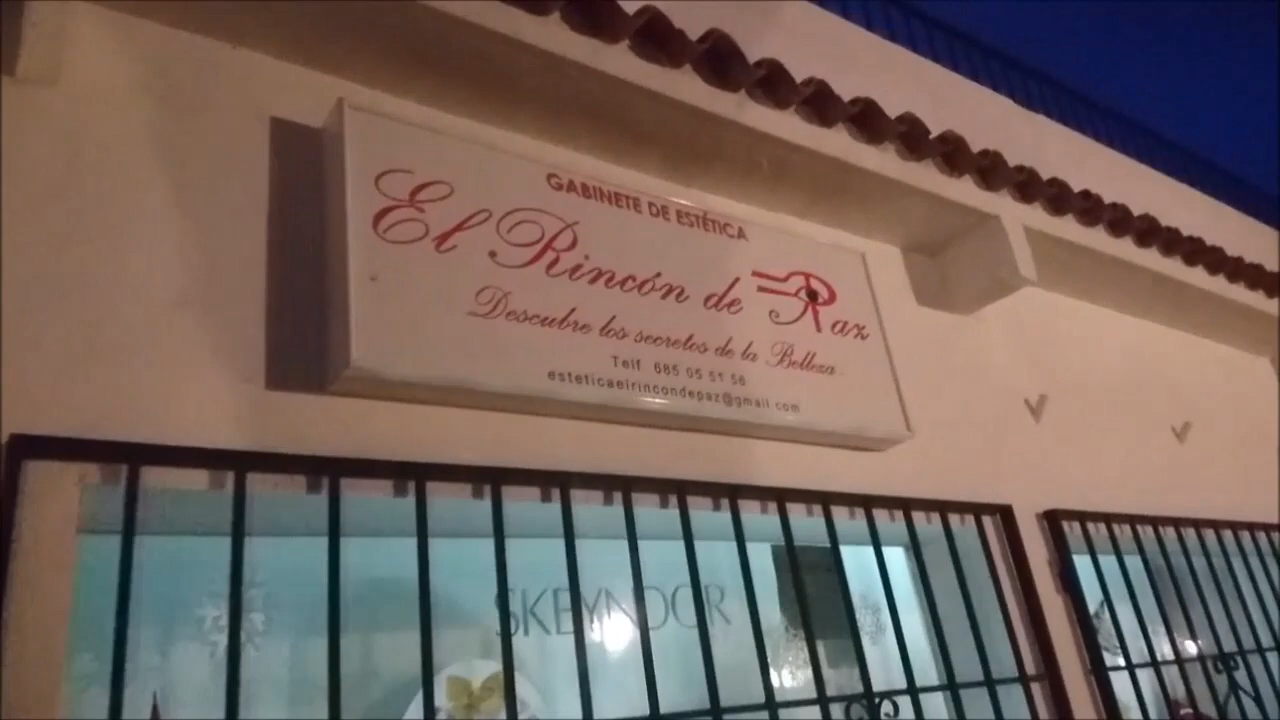 GABINETE DE ESTÉTICA
El Rincón de Raz
Descubre los secretos de la Belleza
Telf. 685 05 51 56
esteticaelrincondepaz@gmail.com
SKEYNDOR